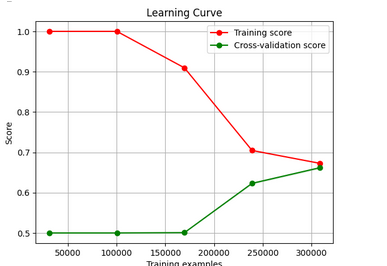 Learning Curve
1.0
Training score
Cross-validation score
0.9
0.8
Score
0.7
0.6
0.5
50000 100000 150000 200000 250000 300000
Training examples